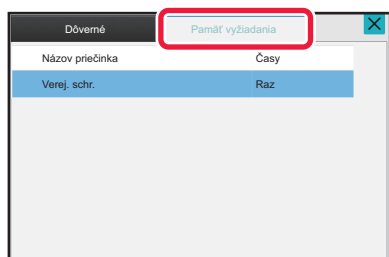 Dôverné Pamäť vyžiadania
Názov priečinka Časy
Verej. schr. Raz